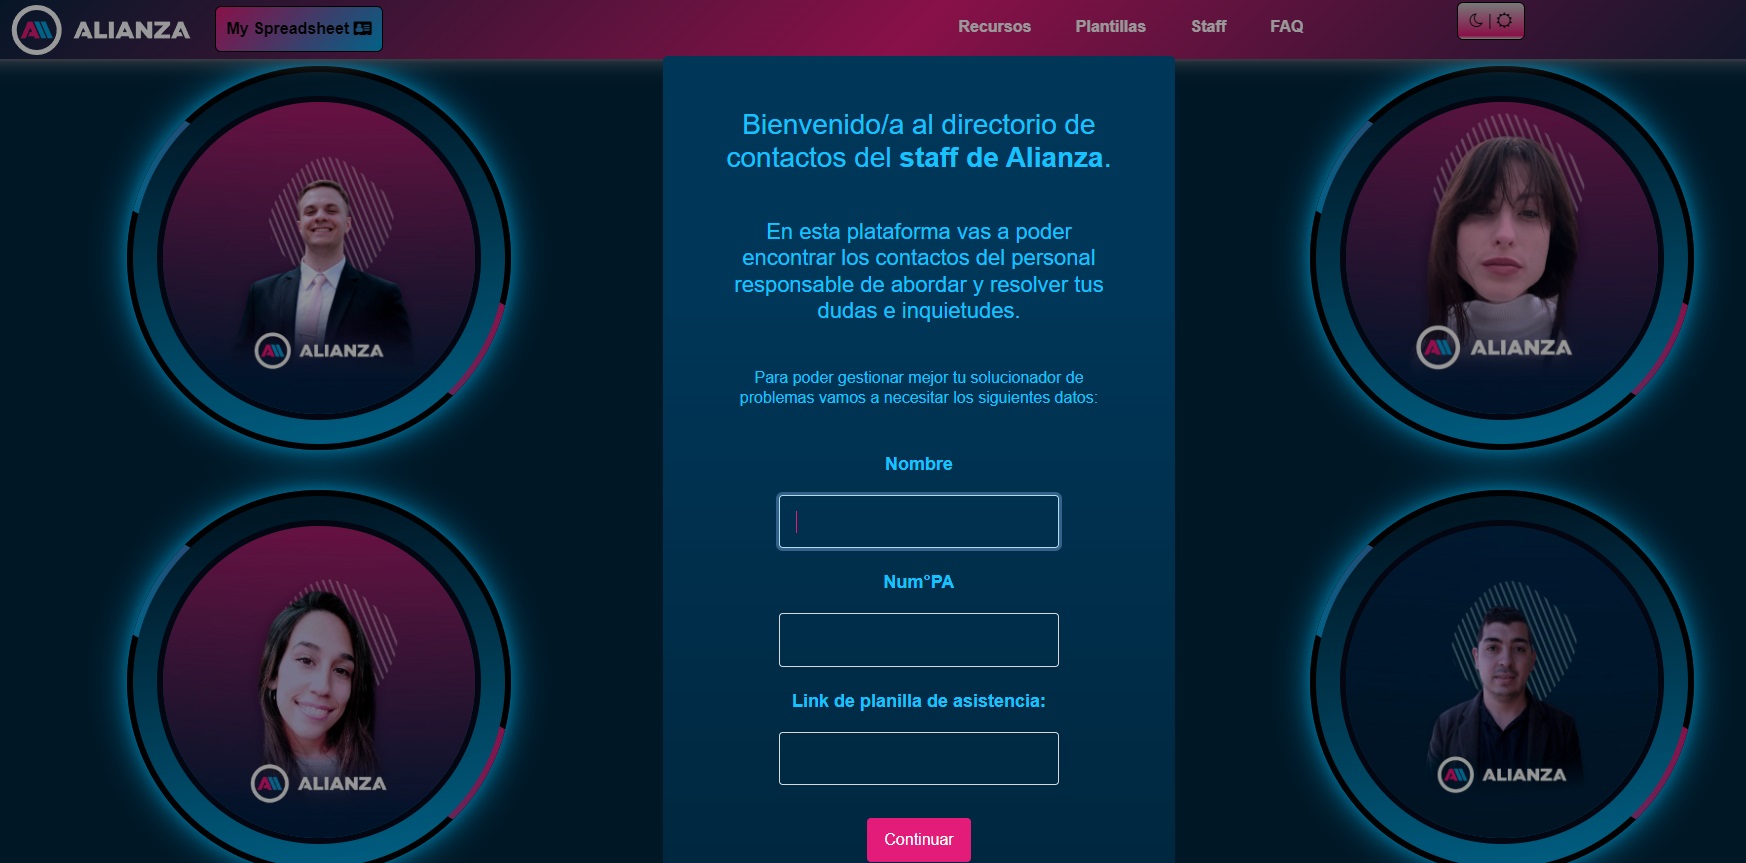 ALIANZA
My Spreadsheet
Recursos
Plantillas
Staff
FAQ
Bienvenido/a al directorio de
contactos del staff de Alianza.
En esta plataforma vas a poder
encontrar los contactos del personal
responsable de abordar y resolver tus
dudas e inquietudes.
Para poder gestionar mejor tu solucionador de
problemas vamos a necesitar los siguientes datos:
Nombre
Num°PA
Link de planilla de asistencia:
Continuar
ALIANZA
ALIANZA
ALIANZA
ALIANZA